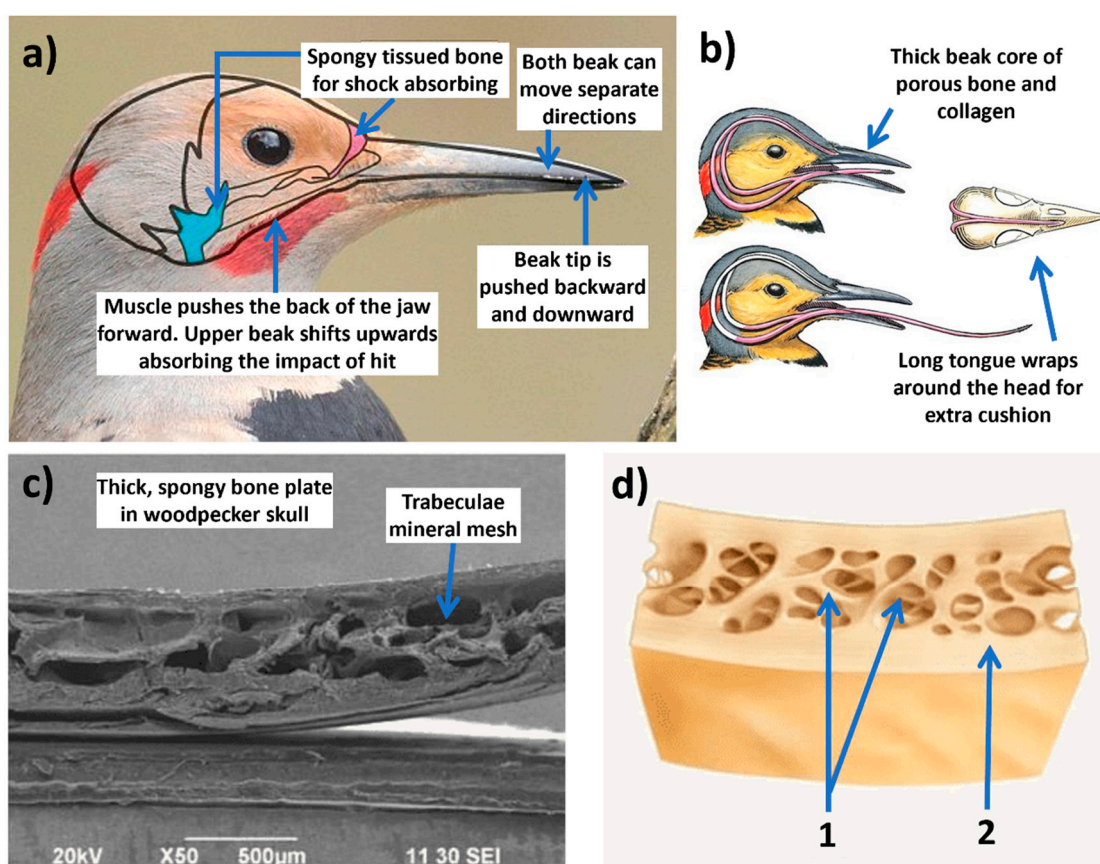 a)
Spongy tissued bone
for shock absorbing
Both beak can
move separate
directions
Muscle pushes the back of the jaw
forward. Upper beak shifts upwards
absorbing the impact of hit
Beak tip is
pushed backward
and downward
b)
Thick beak core of
porous bone and
collagen
Long tongue wraps
around the head for
extra cushion
c)
Thick, spongy bone plate
in woodpecker skull
Trabeculae
mineral mesh
20kV X50 500µm 11 30 SEI
d)
1
2